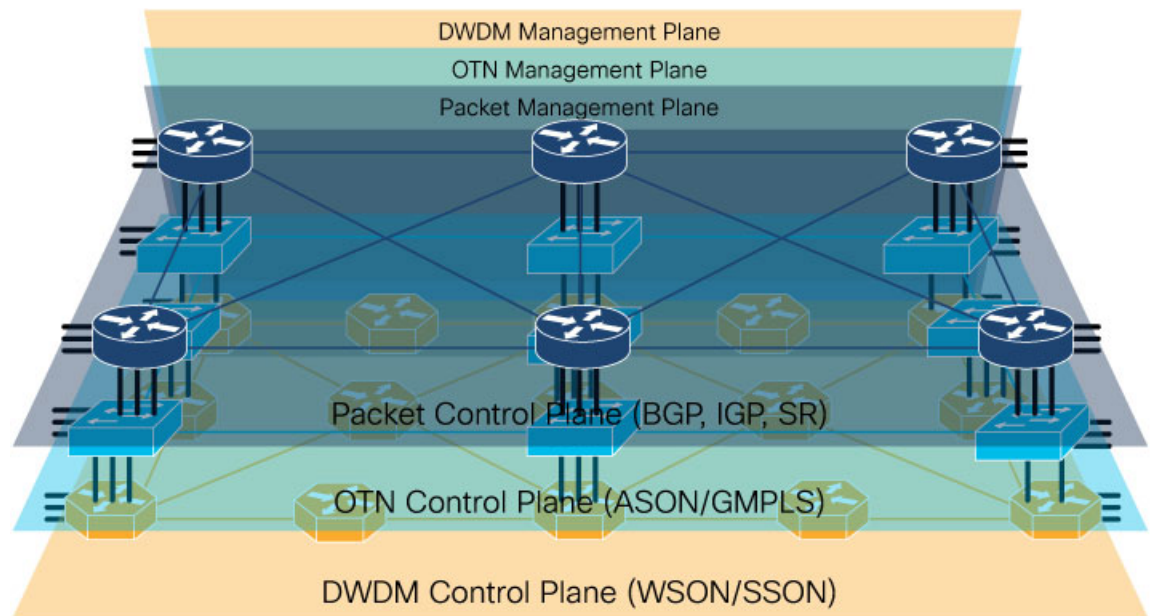 DWDM Management Plane
OTN Management Plane
Packet Management Plane
Packet Control Plane (BGP, IGP, SR)
OTN Control Plane (ASON/GMPLS)
DWDM Control Plane (WSON/SSON)